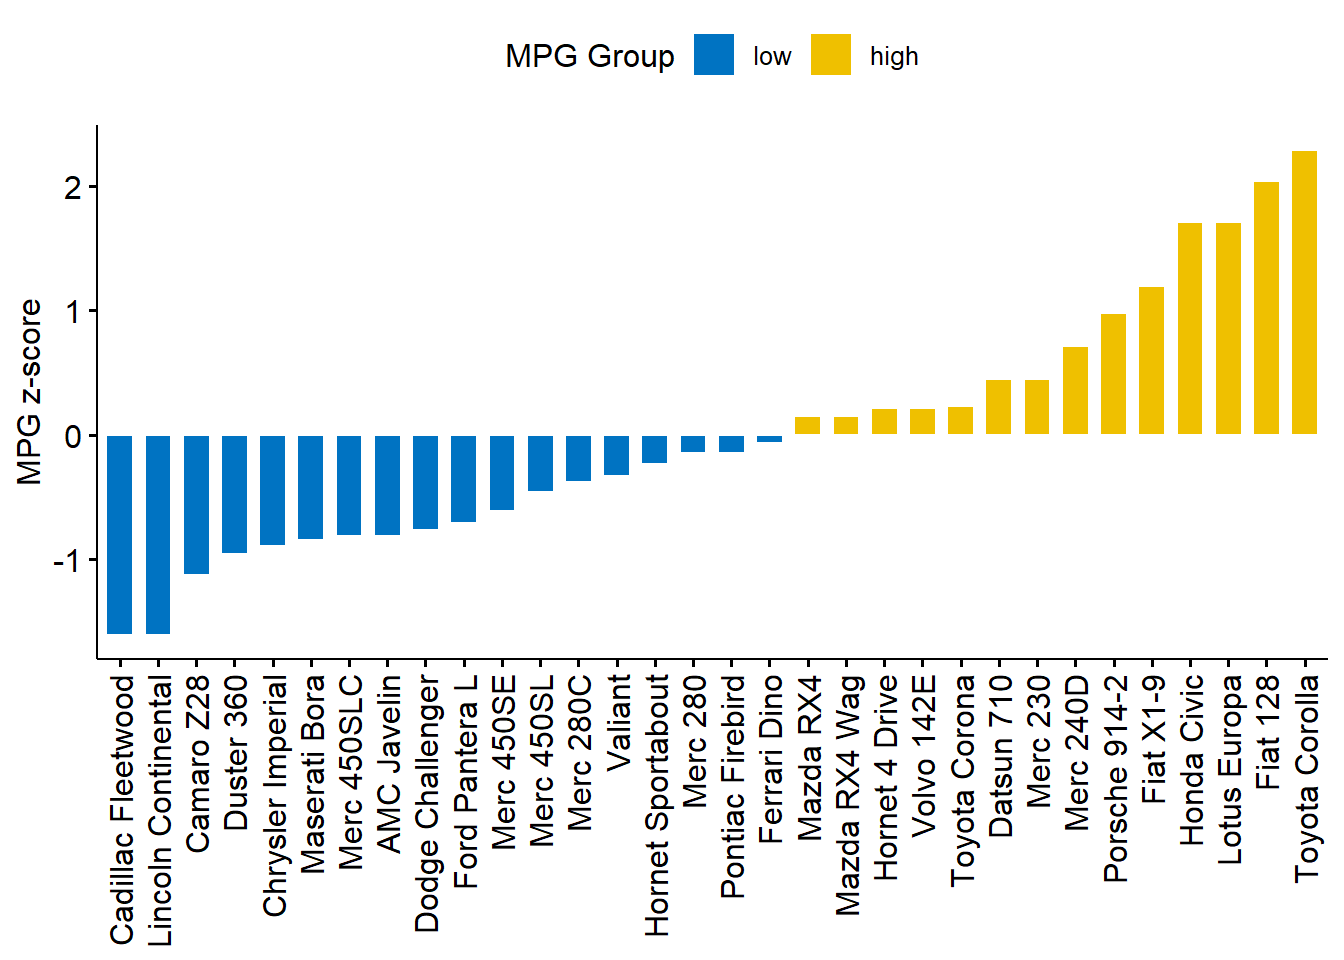 MPG Group low high
MPG z-score
2
1
0
-1
Cadillac Fleetwood
Lincoln Continental
Camaro Z28
Duster 360
Chrysler Imperial
Maserati Bora
Merc 450SLC
AMC Javelin
Dodge Challenger
Ford Pantera L
Merc 450SE
Merc 450SL
Merc 280C
Valiant
Hornet Sportabout
Merc 280
Pontiac Firebird
Ferrari Dino
Mazda RX4
Mazda RX4 Wag
Hornet 4 Drive
Volvo 142E
Toyota Corona
Datsun 710
Merc 230
Merc 240D
Porsche 914-2
Fiat X1-9
Honda Civic
Lotus Europa
Fiat 128
Toyota Corolla